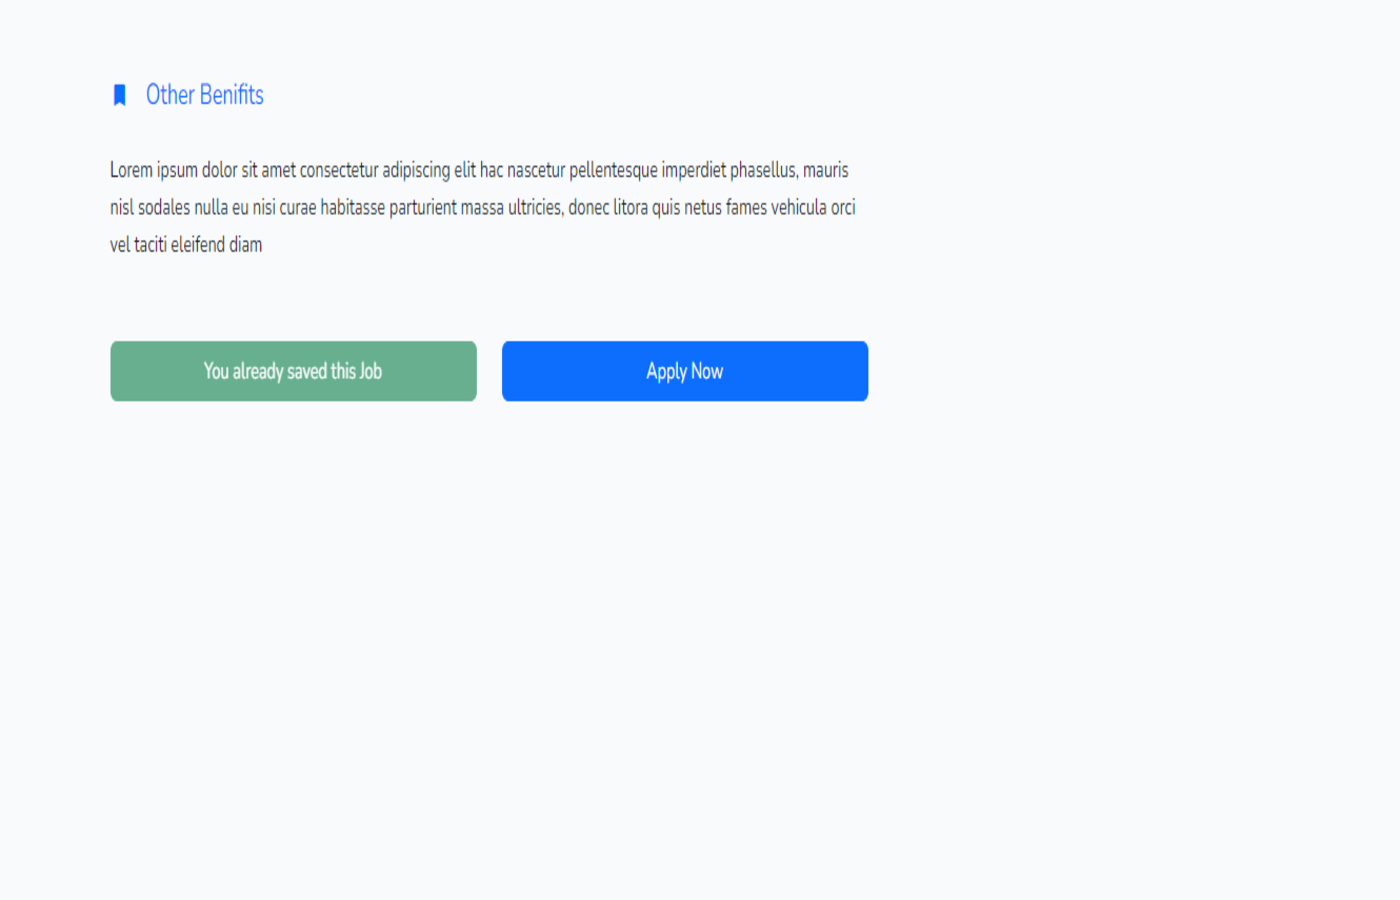 Other Benifits
Lorem ipsum dolor sit amet consectetur adipiscing elit hac nascetur pellentesque imperdiet phasellus, mauris
nisl sodales nulla eu nisi curae habitasse parturient massa ultricies, donec litora quis netus fames vehicula orci
vel taciti eleifend diam
You already saved this Job
Apply Now